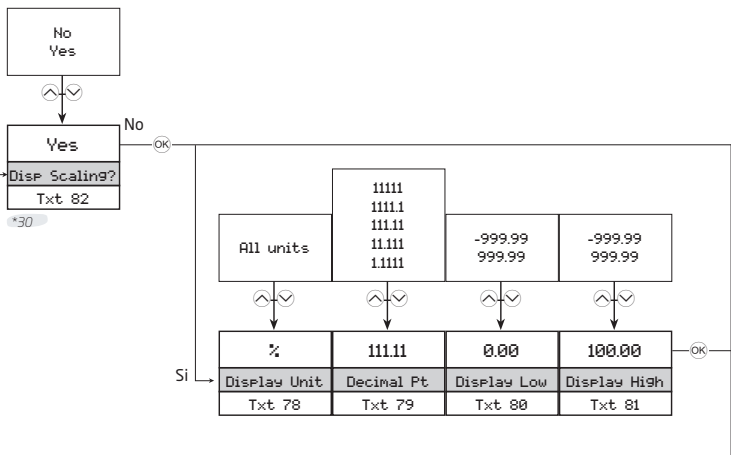 No
Yes
Yes
No
OK
Disp Scaling?
Txt 82
*30
All units
11111
1111.1
111.11
11.111
1.1111
-999.99
999.99
-999.99
999.99
Si
%
111.11
0.00
100.00
OK
Display Unit
Decimal Pt
Display Low
Display High
Txt 78
Txt 79
Txt 80
Txt 81